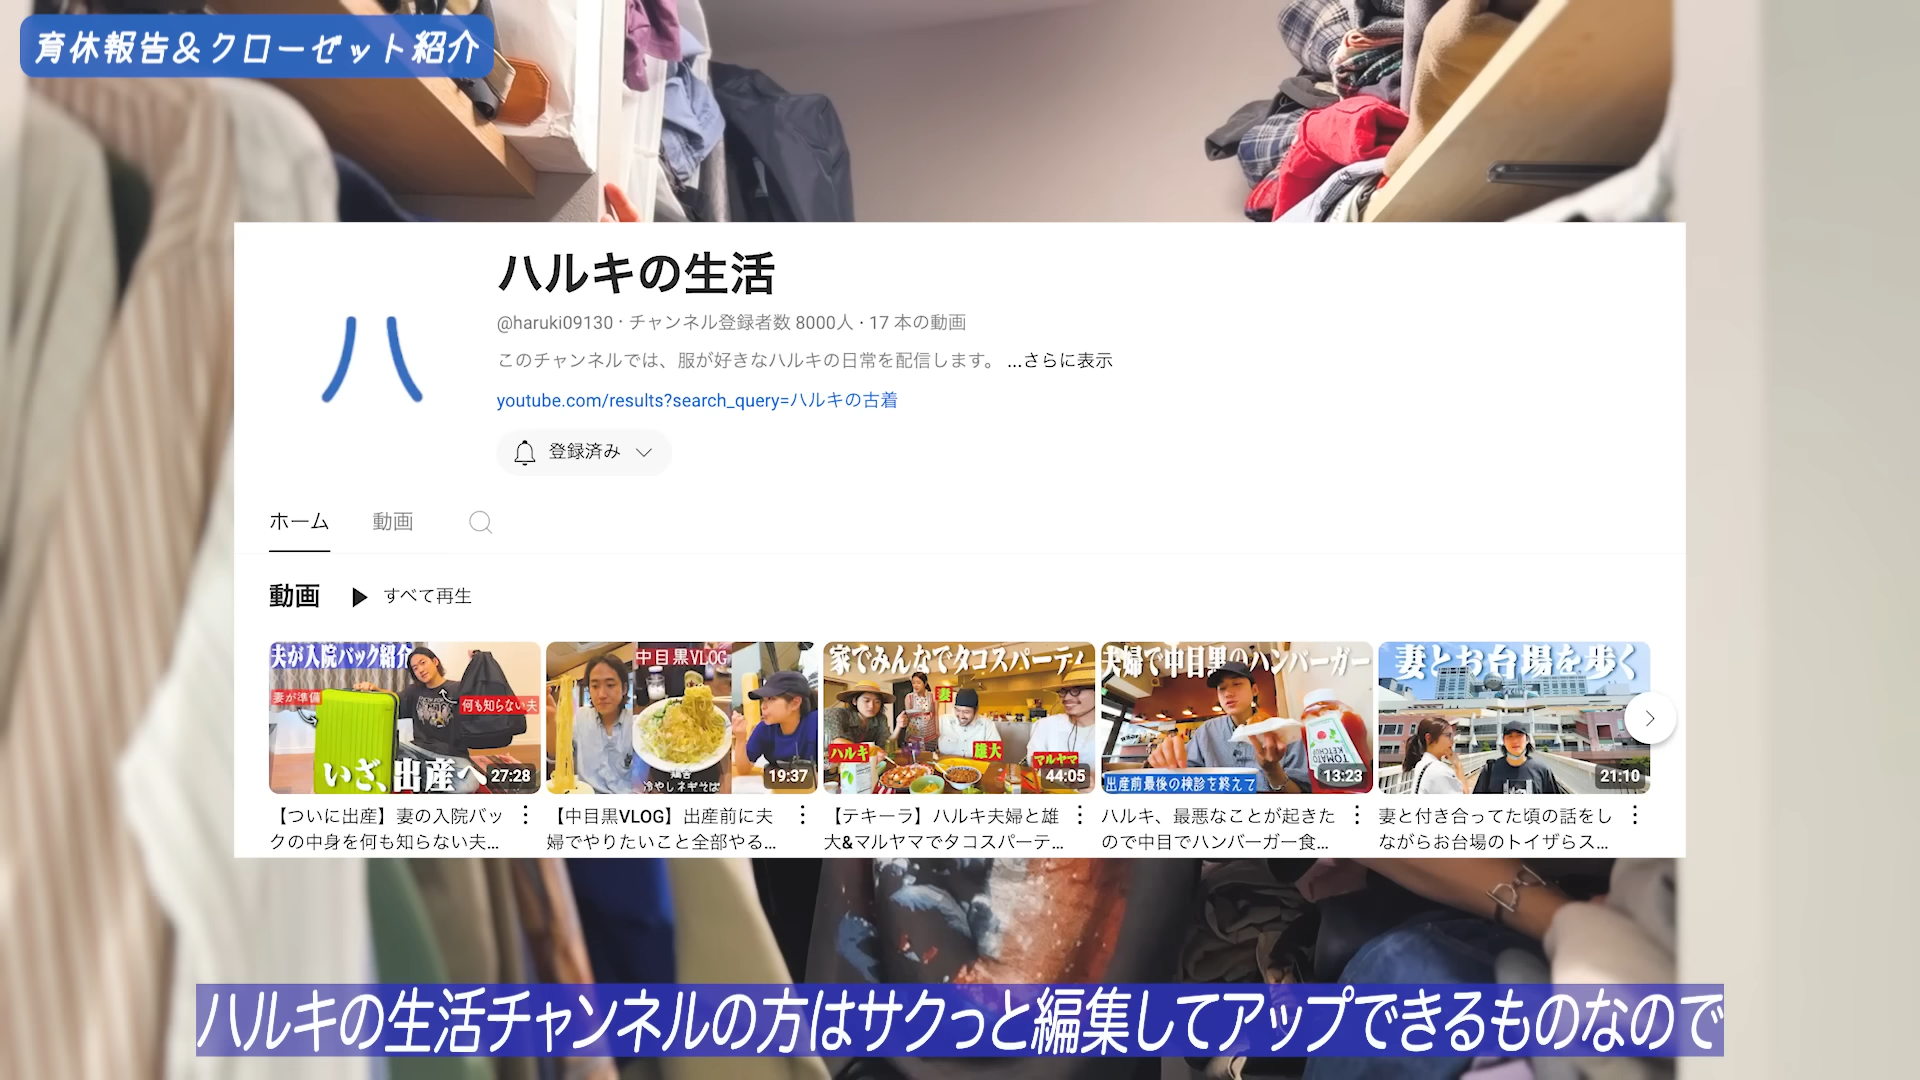 育休報告＆クローゼット紹介
ハルキの生活
ハ
@haruki09130・チャンネル登録者数 8000人・17 本の動画
このチャンネルでは、服が好きなハルキの日常を配信します。 ...さらに表示
youtube.com/results?search_query=ハルキの古着
登録済み
ホーム 動画
動画 すべて再生
夫が入院バック紹介
妻が準備
何も知らない夫
いざ、出産へ
27:28
中目黒VLOG
冷やしネギそば
19:37
家でみんなでタコスパーティ
妻
ハルキ
雄大
マルヤマ
44:05
夫婦で中目黒のハンバーガー
TOMATO
KETCHUP
出産前最後の検診を終えて
13:23
妻とお台場を歩く
21:10
【ついに出産】妻の入院バッ
クの中身を何も知らない夫...
【中目黒VLOG】出産前に夫
婦でやりたいこと全部やる...
【テキーラ】ハルキ夫婦と雄
大&マルヤマでタコスパーテ...
ハルキ、最悪なことが起きた
ので中目でハンバーガー食...
妻と付き合ってた頃の話をし
ながらお台場のトイザらス...
ハルキの生活チャンネルの方はサクっと編集してアップできるものなので